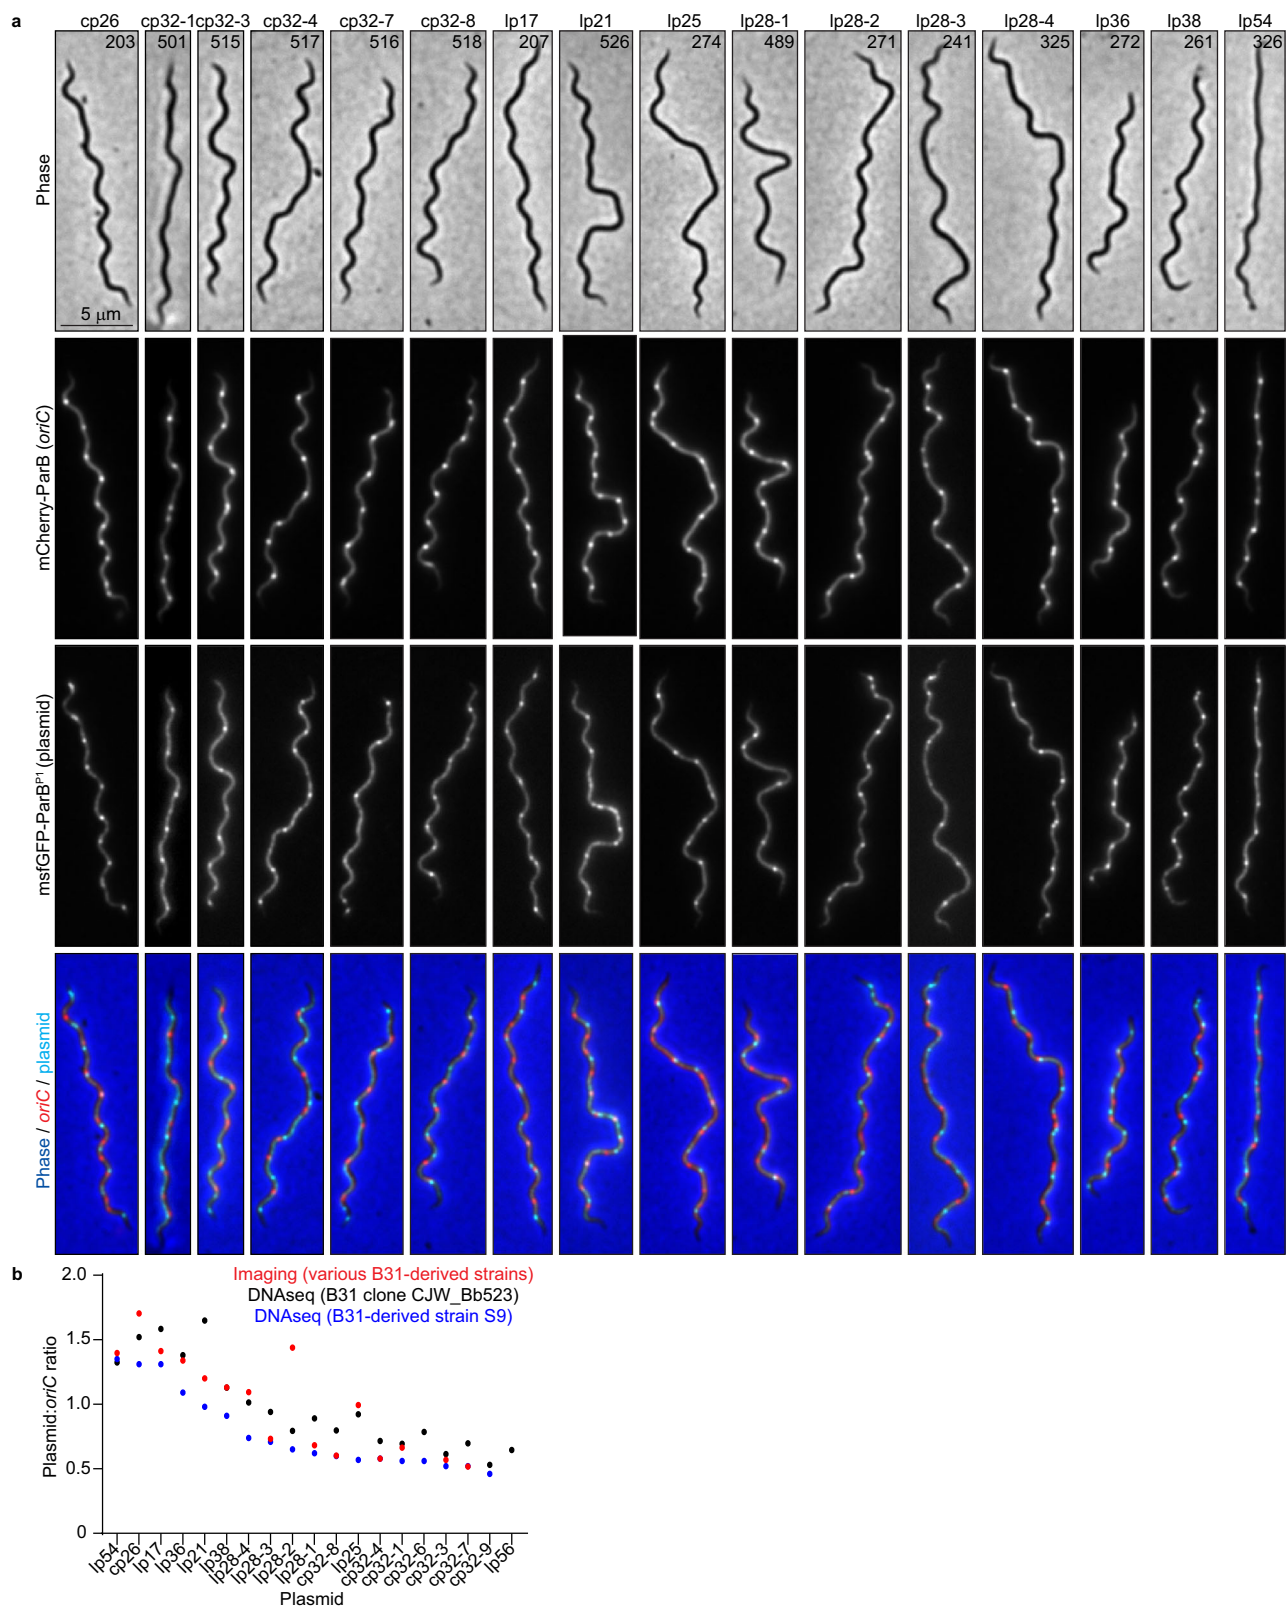 a
cp26 cp32-1 cp32-3 cp32-4 cp32-7 cp32-8 lp17 lp21 lp25 lp28-1 lp28-2 lp28-3 lp28-4 lp36 lp38 lp54
203 501 515 517 516 518 207 526 274 489 271 241 325 272 261 326
Phase
5 μm
mCherry-ParB (oriC)
msfGFP-ParBP1 (plasmid)
Phase / oriC / plasmid
b
Imaging (various B31-derived strains)
DNAseq (B31 clone CJW_Bb523)
DNAseq (B31-derived strain S9)
Plasmid:oriC ratio
2.0
1.5
1.0
0.5
0
lp54 cp26 lp17 lp36 lp21 lp38 lp28-4 lp28-3 lp28-2 lp28-1 cp32-8 lp25 cp32-4 cp32-1 cp32-6 cp32-3 cp32-7 cp32-9 lp56
Plasmid